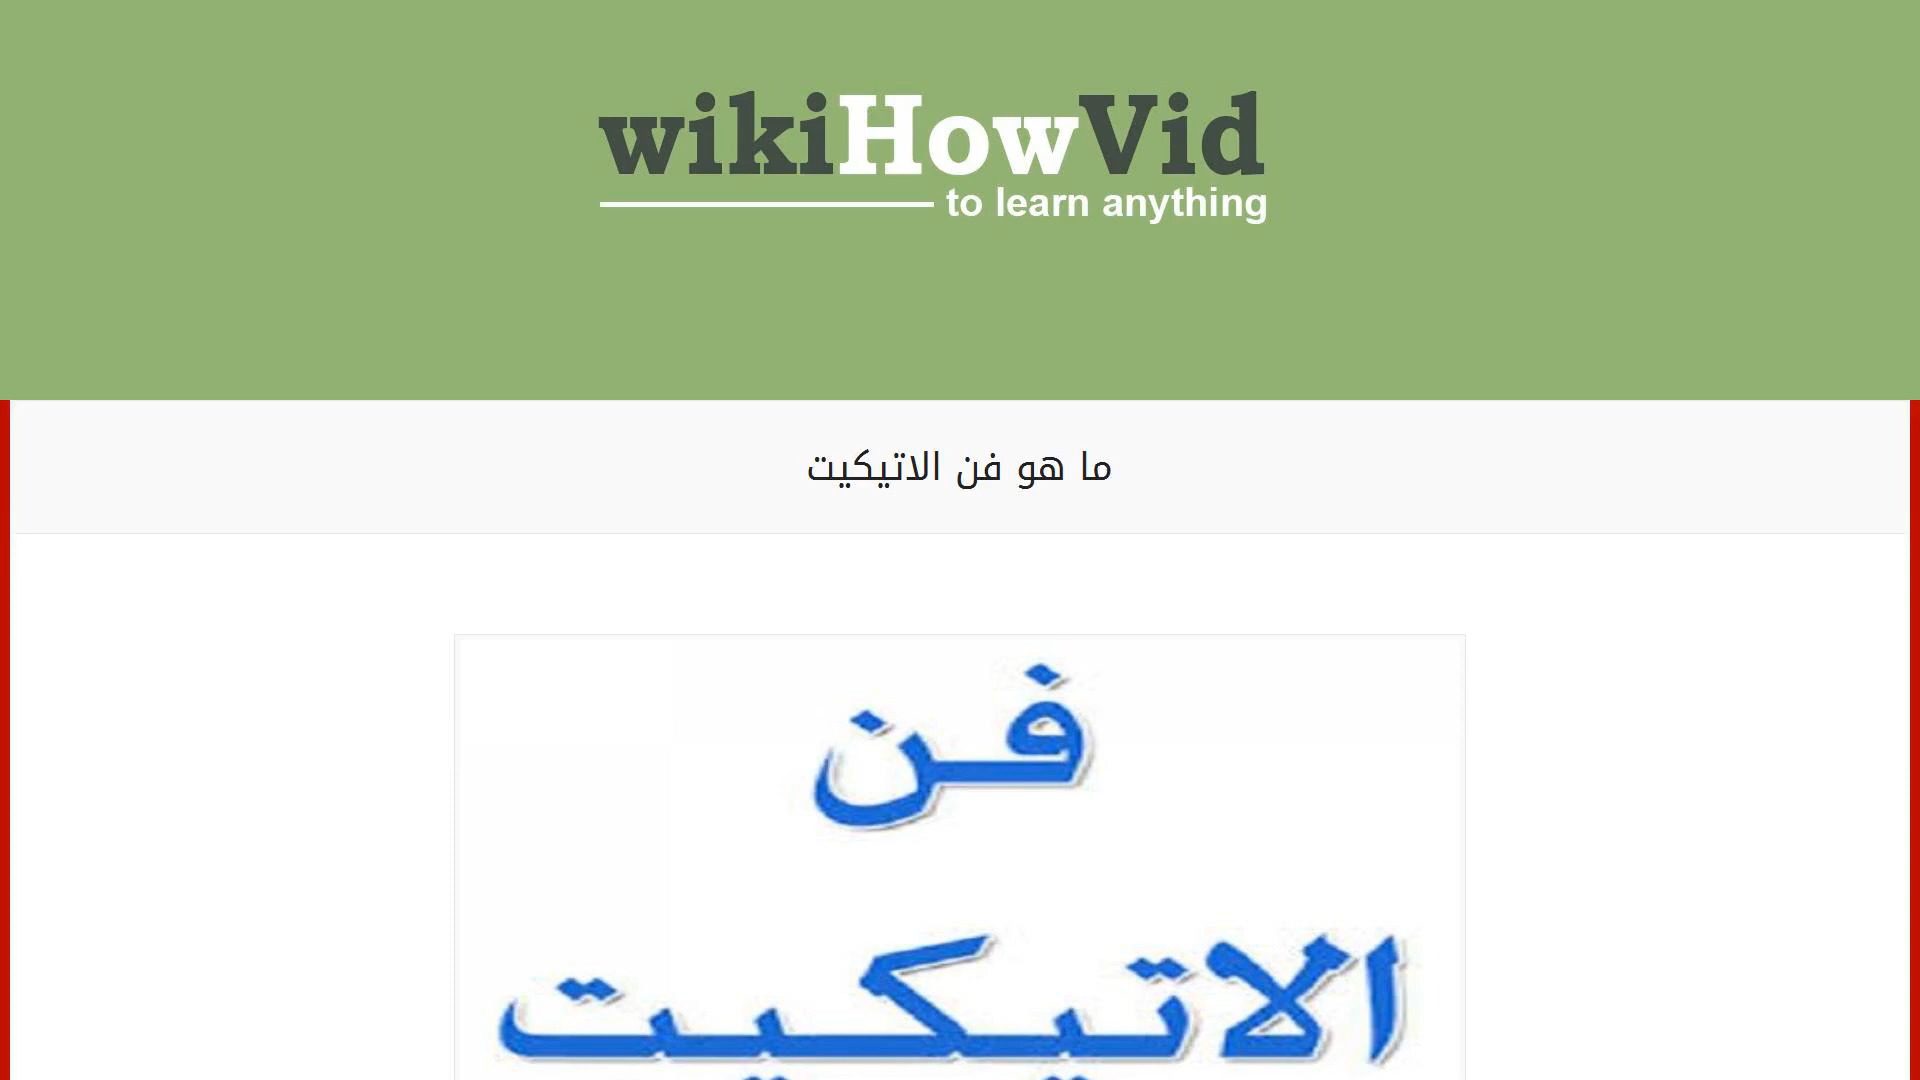 wikiHowVid
to learn anything
ما هو فن الاتيكيت
فن
الاتيكيت